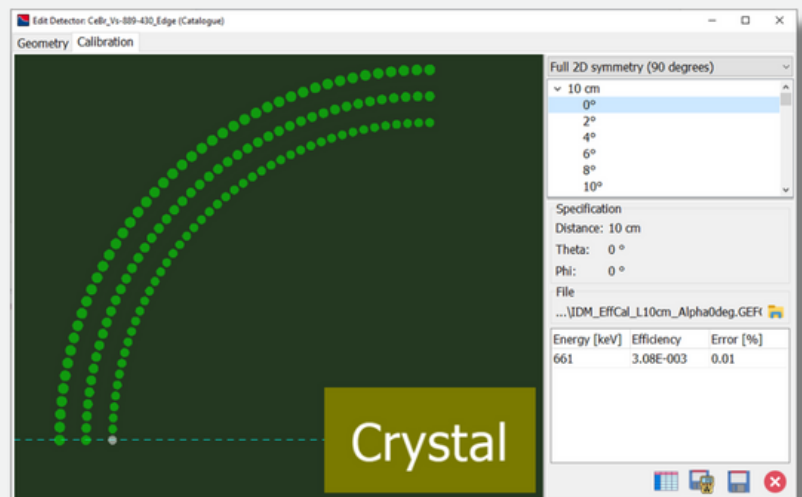 Edit Detector: CeBr_Vs-889-430_Edge (Catalogue)
Geometry Calibration
Full 2D symmetry (90 degrees)
10 cm
0°
2°
4°
6°
8°
10°
Specification
Distance: 10 cm
Theta: 0 °
Phi: 0 °
File
...\IDM_EffCal_L10cm_Alpha0deg.GEF(
Energy [keV] Efficiency Error [%]
661 3.08E-003 0.01
Crystal